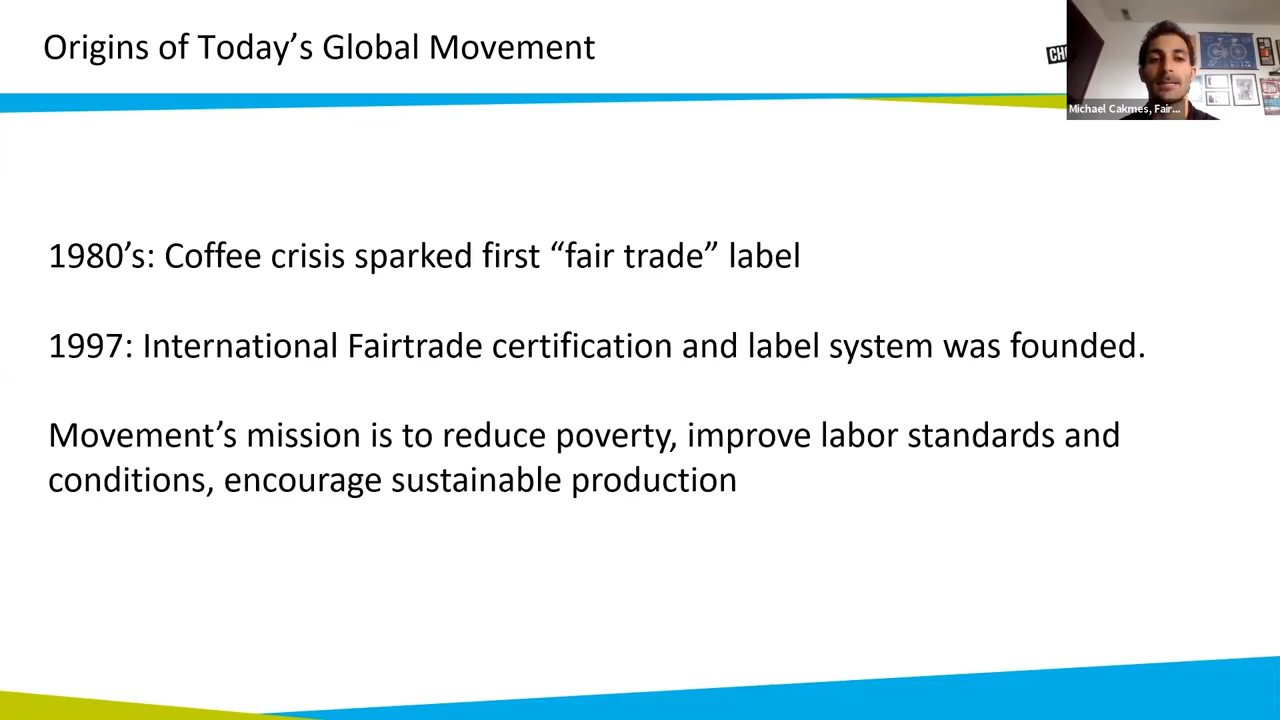 Origins of Today’s Global Movement
CHO
Michael Cakmes, Fair...
1980’s: Coffee crisis sparked first “fair trade” label
1997: International Fairtrade certification and label system was founded.
Movement’s mission is to reduce poverty, improve labor standards and
conditions, encourage sustainable production